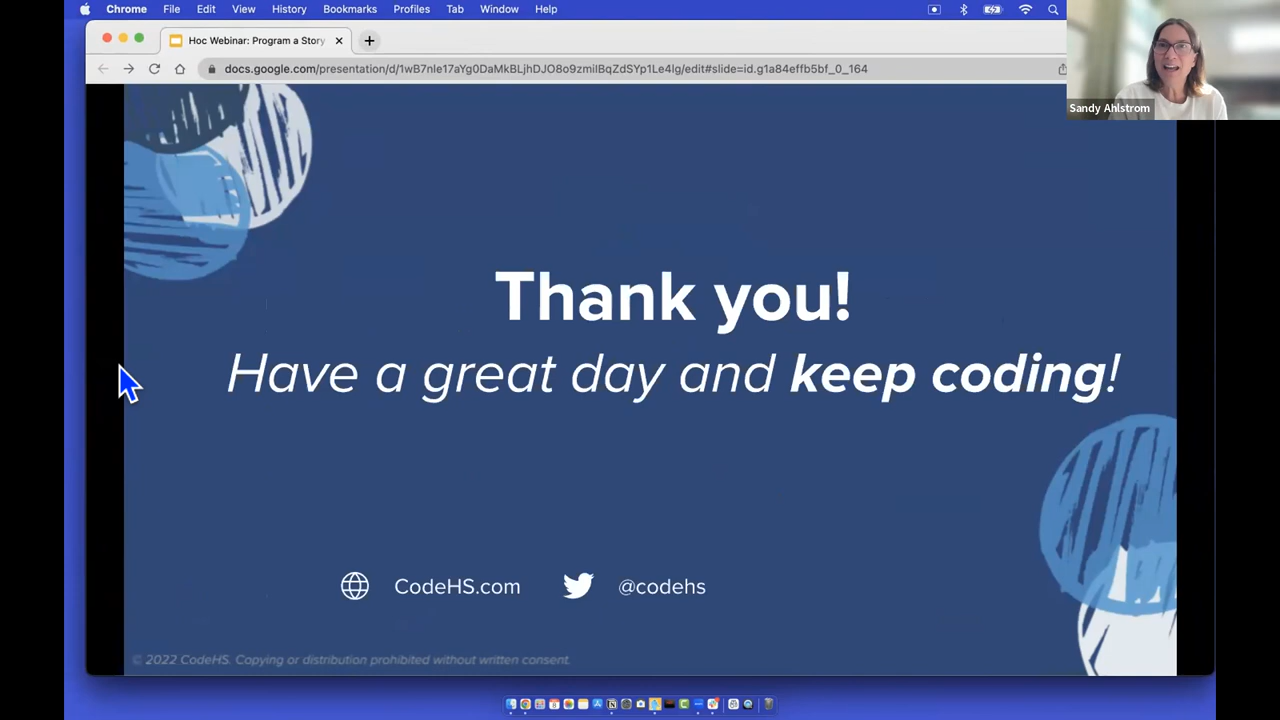 Chrome File Edit View History Bookmarks Profiles Tab Window Help
Hoc Webinar: Program a Story
docs.google.com/presentation/d/1wB7nIe17aYg0DaMkBLjhDJO8o9zmiIBqZdSYp1Le4Ig/edit#slide=id.g1a84effb5bf_0_164
Sandy Ahlstrom
Thank you!
Have a great day and keep coding!
CodeHS.com @codehs
© 2022 CodeHS. Copying or distribution prohibited without written consent.